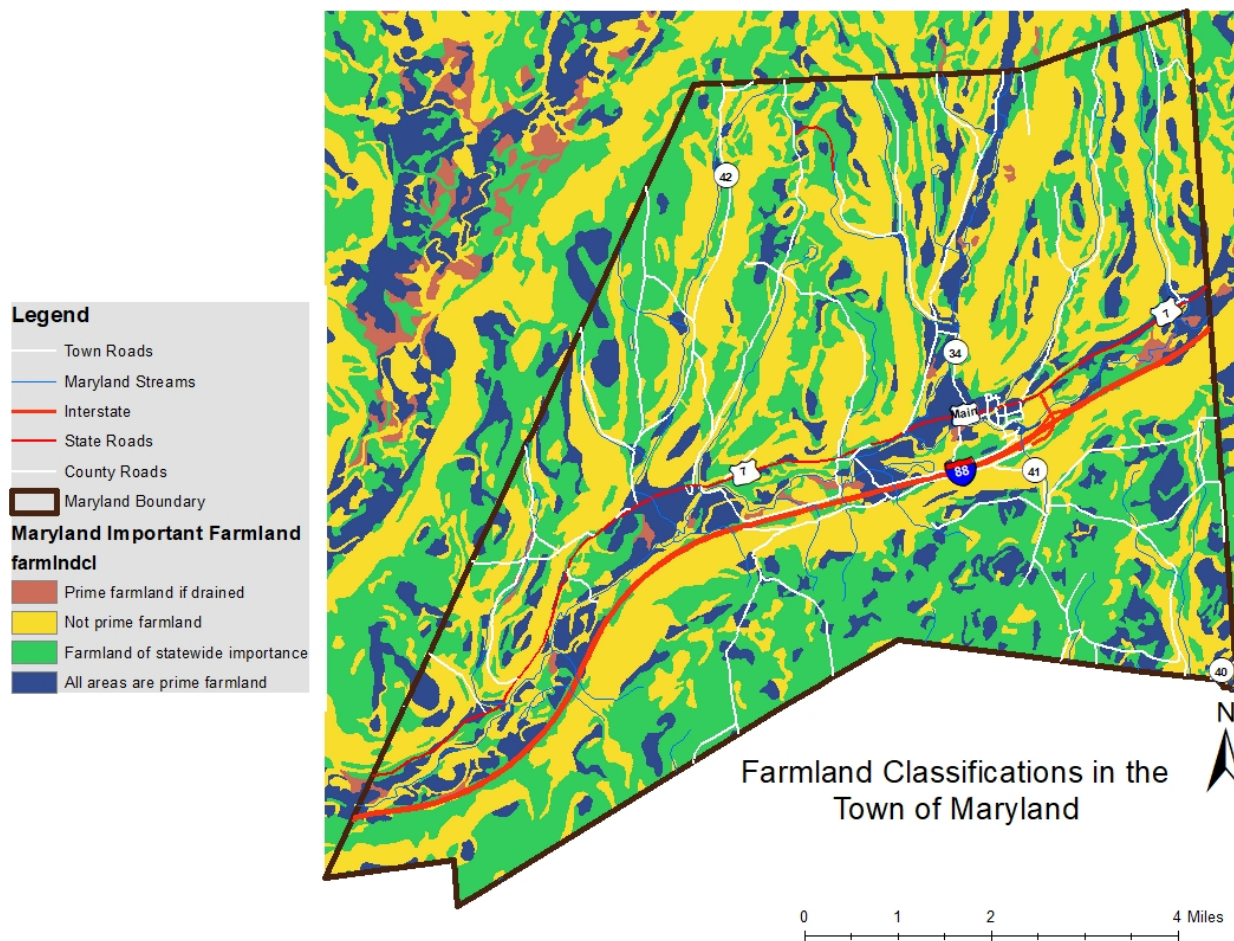 Legend
Town Roads
Maryland Streams
Interstate
State Roads
County Roads
Maryland Boundary
Maryland Important Farmland
farmlndcl
Prime farmland if drained
Not prime farmland
Farmland of statewide importance
All areas are prime farmland
42
7
34
Main
7
88
41
40
N
Farmland Classifications in the
Town of Maryland
0 1 2 4 Miles